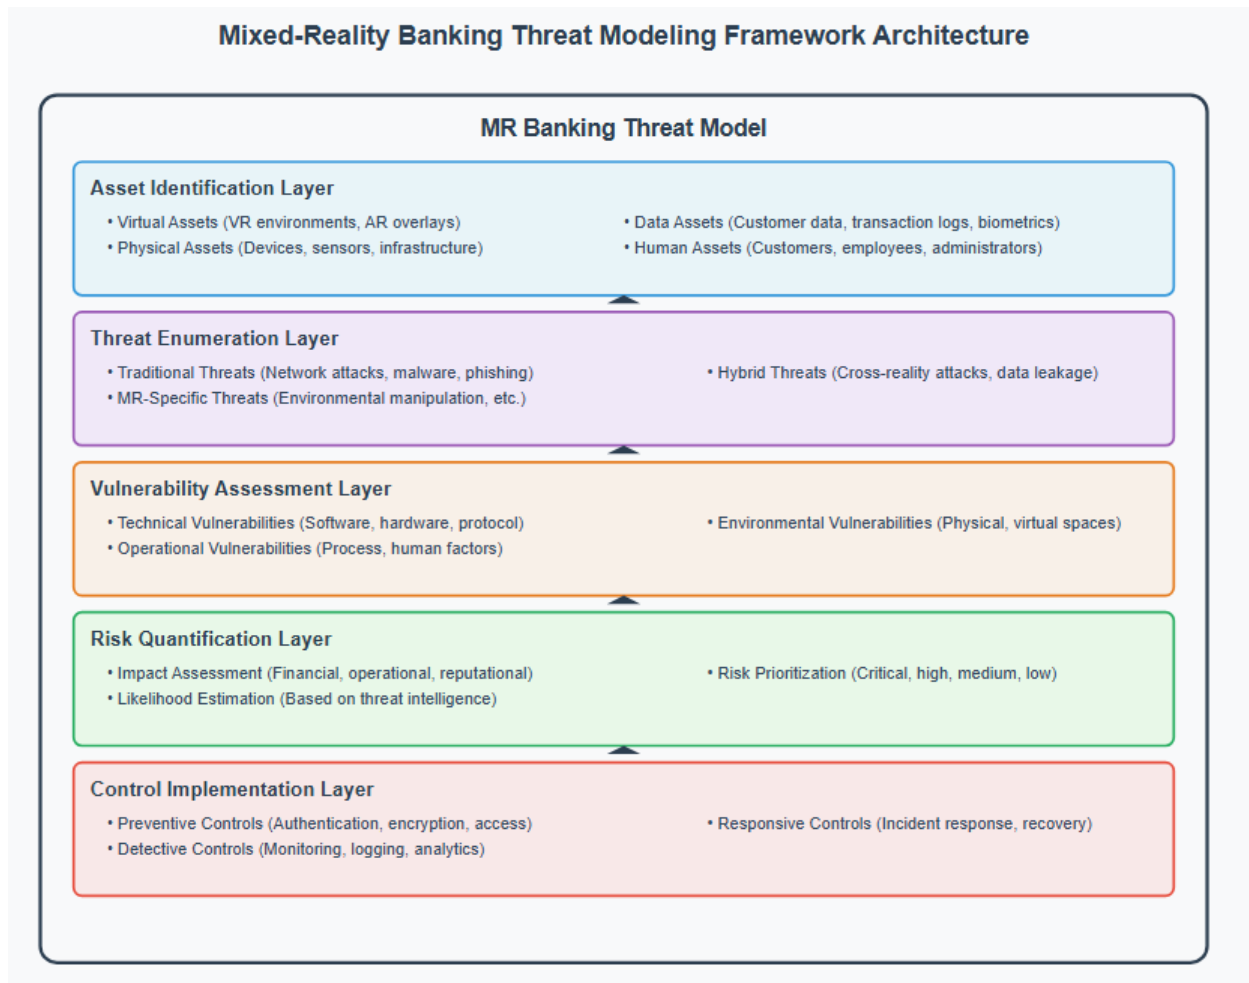 Mixed-Reality Banking Threat Modeling Framework Architecture
MR Banking Threat Model
Asset Identification Layer
• Virtual Assets (VR environments, AR overlays)
• Physical Assets (Devices, sensors, infrastructure)
• Data Assets (Customer data, transaction logs, biometrics)
• Human Assets (Customers, employees, administrators)
Threat Enumeration Layer
• Traditional Threats (Network attacks, malware, phishing)
• MR-Specific Threats (Environmental manipulation, etc.)
• Hybrid Threats (Cross-reality attacks, data leakage)
Vulnerability Assessment Layer
• Technical Vulnerabilities (Software, hardware, protocol)
• Operational Vulnerabilities (Process, human factors)
• Environmental Vulnerabilities (Physical, virtual spaces)
Risk Quantification Layer
• Impact Assessment (Financial, operational, reputational)
• Likelihood Estimation (Based on threat intelligence)
• Risk Prioritization (Critical, high, medium, low)
Control Implementation Layer
• Preventive Controls (Authentication, encryption, access)
• Detective Controls (Monitoring, logging, analytics)
• Responsive Controls (Incident response, recovery)